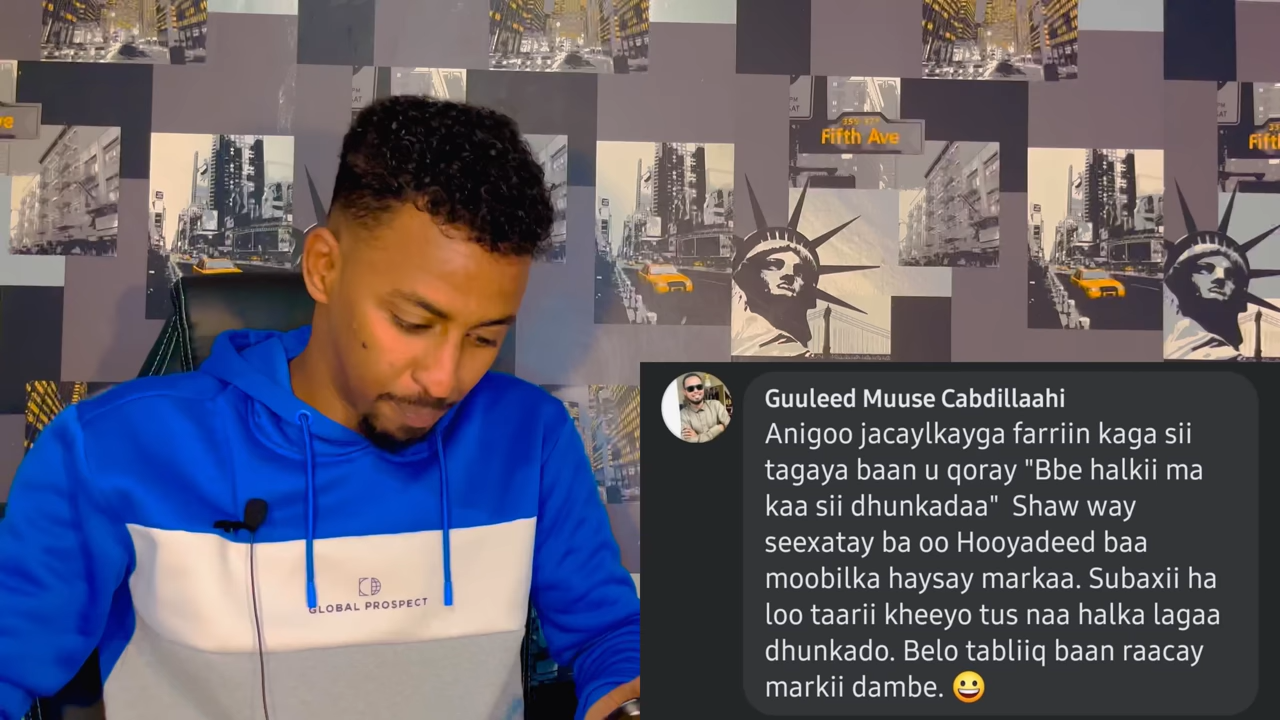 Fifth Ave
GLOBAL PROSPECT
Guuleed Muuse Cabdillaahi
Anigoo jacaylkayga farriin kaga sii
tagaya baan u qoray "Bbe halkii ma
kaa sii dhunkadaa" Shaw way
seexatay ba oo Hooyadeed baa
moobilka haysay markaa. Subaxii ha
loo taarii kheeyo tus naa halka lagaa
dhunkado. Belo tabliiq baan raacay
markii dambe. 😀